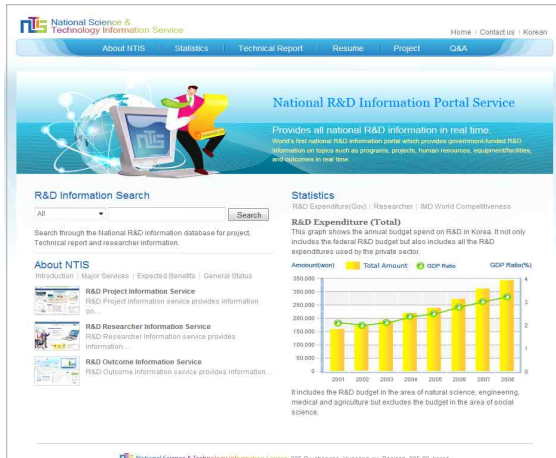 NTIS National Science &
Technology Information Service
Home | Contact us | Korean
About NTIS | Statistics | Technical Report | Resume | Project | Q&A
National R&D Information Portal Service
Provides all national R&D information in real time.
World's first national R&D information portal which provides government-funded R&D
information on topics such as programs, projects, human resources, equipment/facilities,
and outcomes in real time.
NTIS
R&D Information Search
All
Search
Search through the National R&D information database for project,
Technical report and researcher information.
About NTIS
Introduction | Major Services | Expected Benefits | General Status
R&D Project Information Service
R&D Project Information Service provides information
on...
R&D Researcher Information Service
R&D Researcher Information service provides
information...
R&D Outcome Information Service
R&D Outcome Information service provides information...
Statistics
R&D Expenditure(Gov) | Researcher | IMD World Competitiveness
R&D Expenditure (Total)
This graph shows the annual budget spend on R&D in Korea. It not only
includes the federal R&D budget but also includes all the R&D
expenditures used by the private sector.
Amount(won) Total Amount GDP Ratio GDP Ratio(%)
350,000 4
300,000
250,000 3
200,000
150,000 2
100,000
50,000 1
0 0
2001 2002 2003 2004 2005 2006 2007 2008
It includes the R&D budget in the area of natural science, engineering,
medical and agriculture but excludes the budget in the area of social
science.
National Science & Technology Information Service